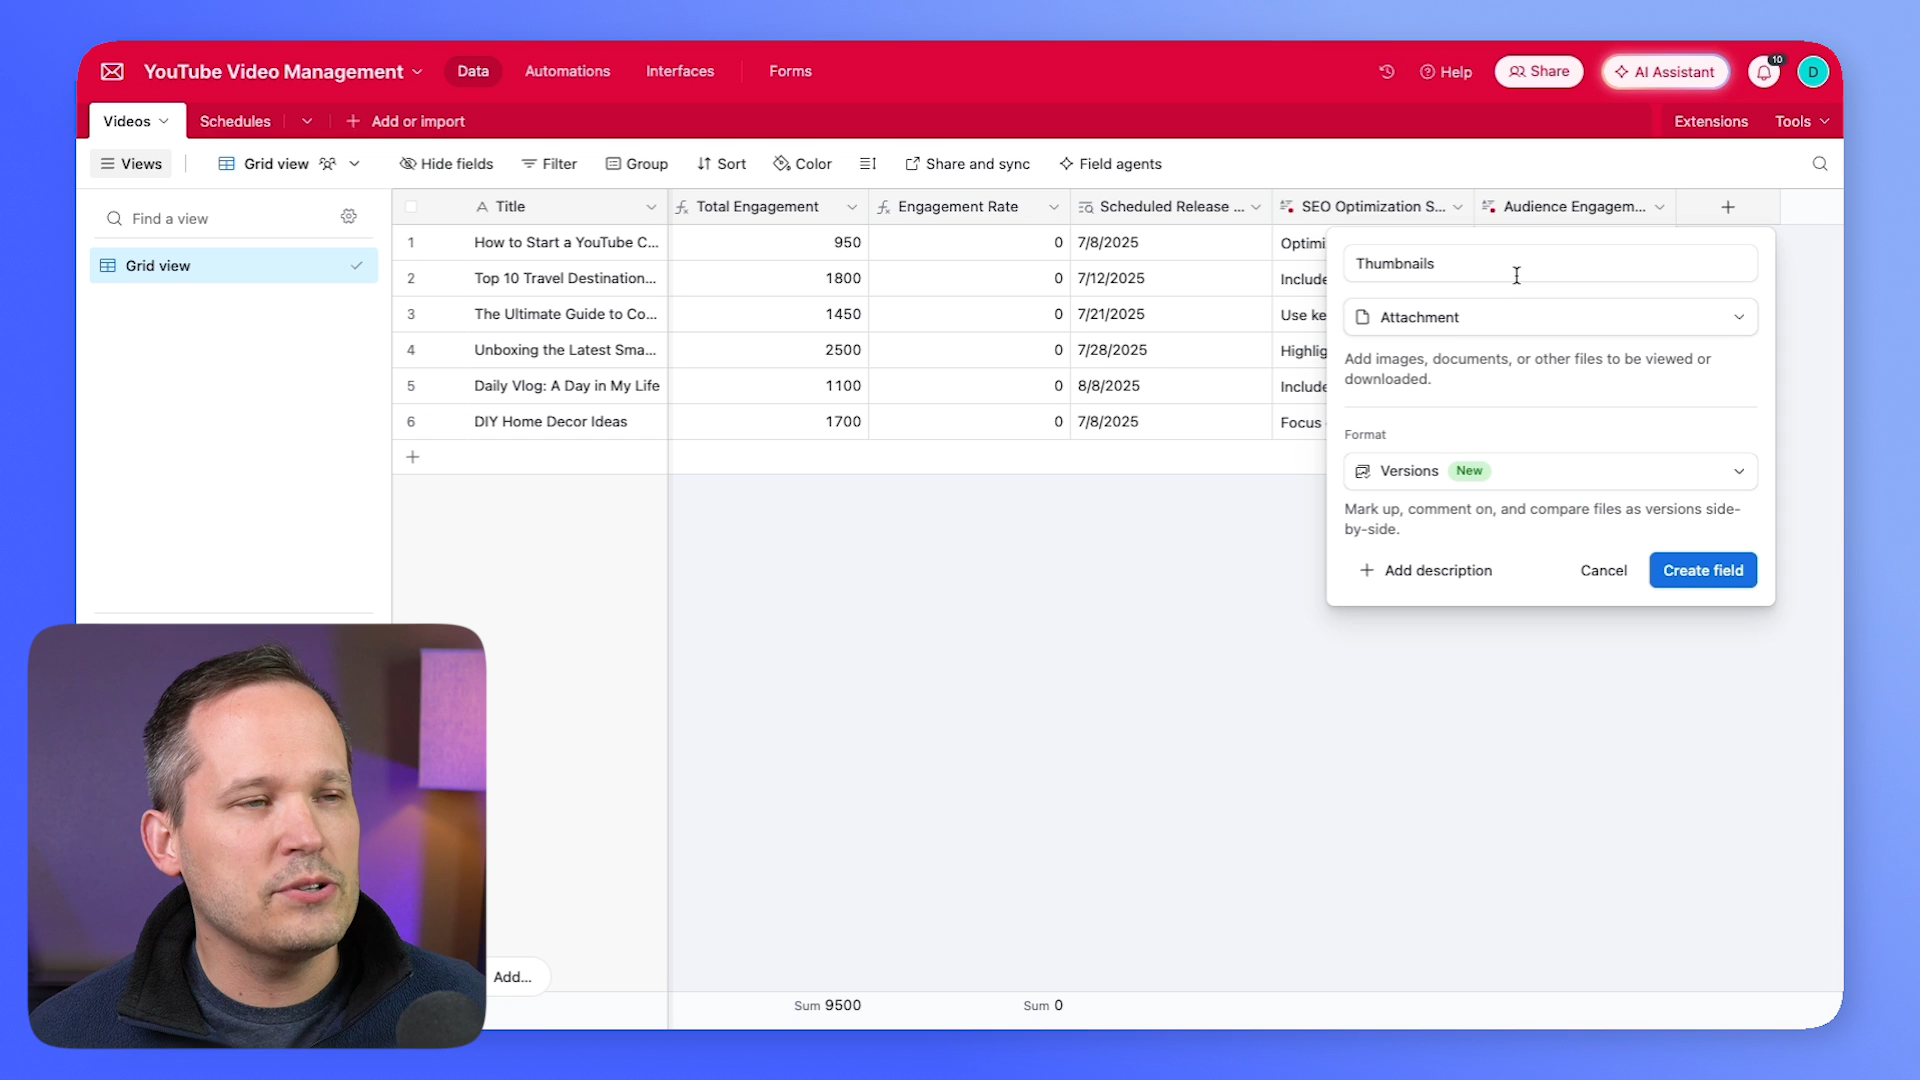 YouTube Video Management
Data
Automations
Interfaces
Forms
Help
Share
AI Assistant
10
D
Videos
Schedules
Add or import
Extensions
Tools
Views
Grid view
Hide fields
Filter
Group
Sort
Color
Share and sync
Field agents
Find a view
Grid view
Title
Total Engagement
Engagement Rate
Scheduled Release ...
SEO Optimization S...
Audience Engagem...
1 How to Start a YouTube C... 950 0 7/8/2025 Optimi
2 Top 10 Travel Destination... 1800 0 7/12/2025 Include
3 The Ultimate Guide to Co... 1450 0 7/21/2025 Use ke
4 Unboxing the Latest Sma... 2500 0 7/28/2025 Highlig
5 Daily Vlog: A Day in My Life 1100 0 8/8/2025 Include
6 DIY Home Decor Ideas 1700 0 7/8/2025 Focus
Thumbnails
Attachment
Add images, documents, or other files to be viewed or
downloaded.
Format
Versions New
Mark up, comment on, and compare files as versions side-
by-side.
Add description
Cancel
Create field
Add...
Sum 9500
Sum 0